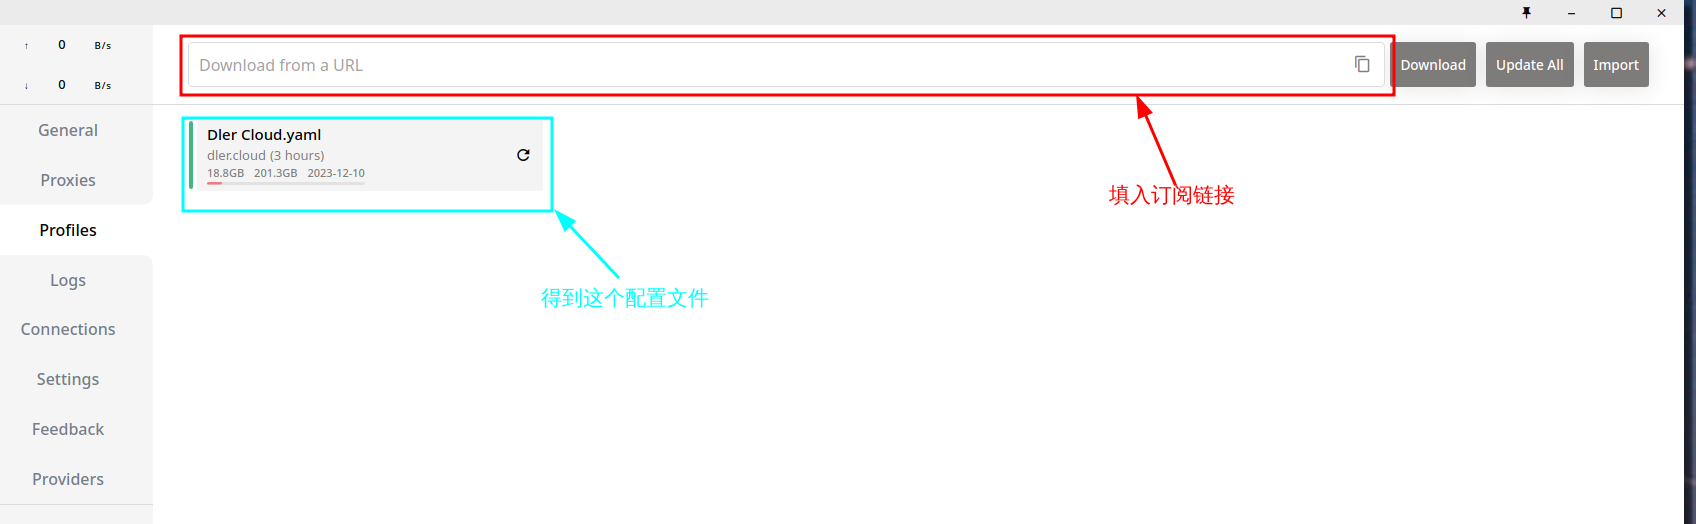 ↑ 0 B/s
↓ 0 B/s
Download from a URL
Download
Update All
Import
General
Proxies
Profiles
Logs
Connections
Settings
Feedback
Providers
Dler Cloud.yaml
dler.cloud (3 hours)
18.8GB 201.3GB 2023-12-10
填入订阅链接
得到这个配置文件